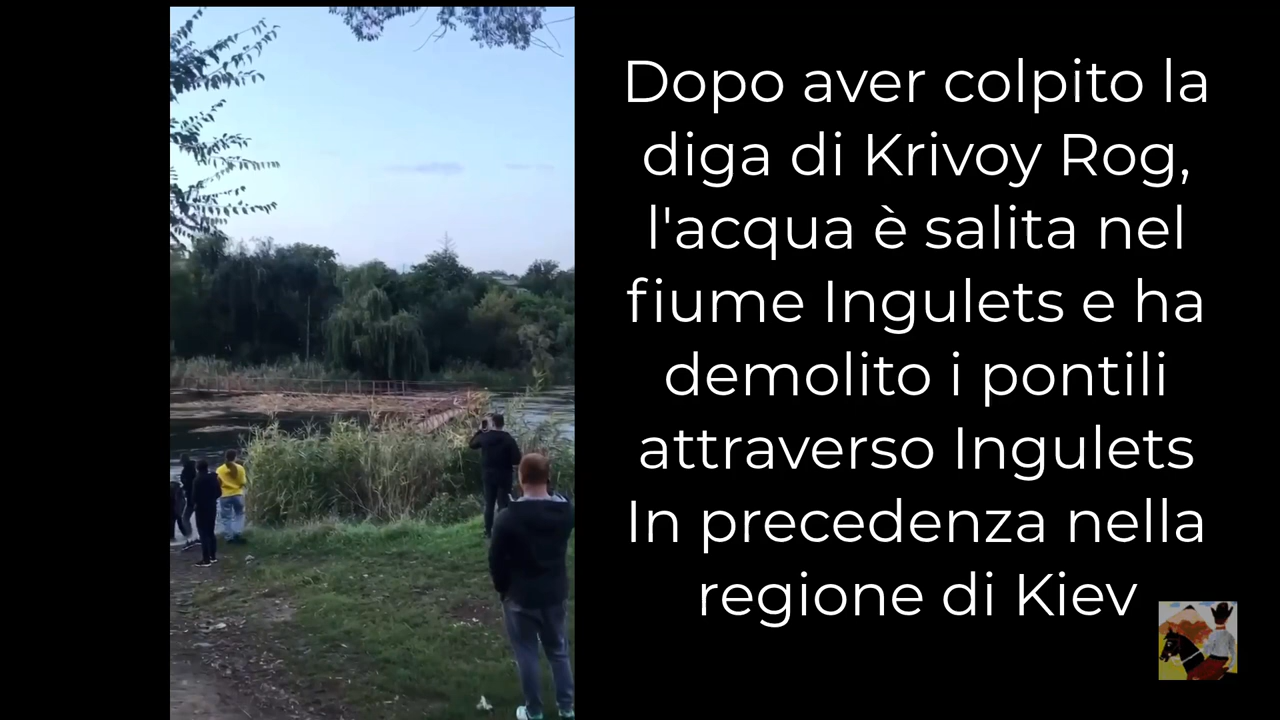 Dopo aver colpito la
diga di Krivoy Rog,
l'acqua è salita nel
fiume Ingulets e ha
demolito i pontili
attraverso Ingulets
In precedenza nella
regione di Kiev